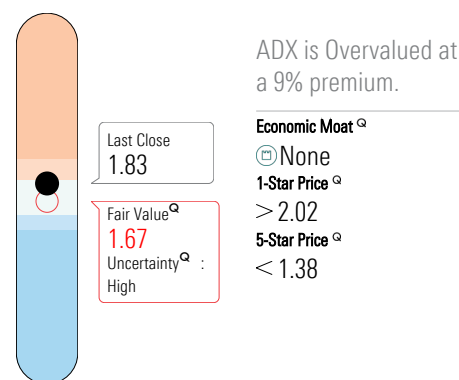 ADX is Overvalued at
a 9% premium.
Last Close
1.83
Fair Value Q
1.67
Uncertainty Q :
High
Economic Moat Q
None
1-Star Price Q
>2.02
5-Star Price Q
<1.38